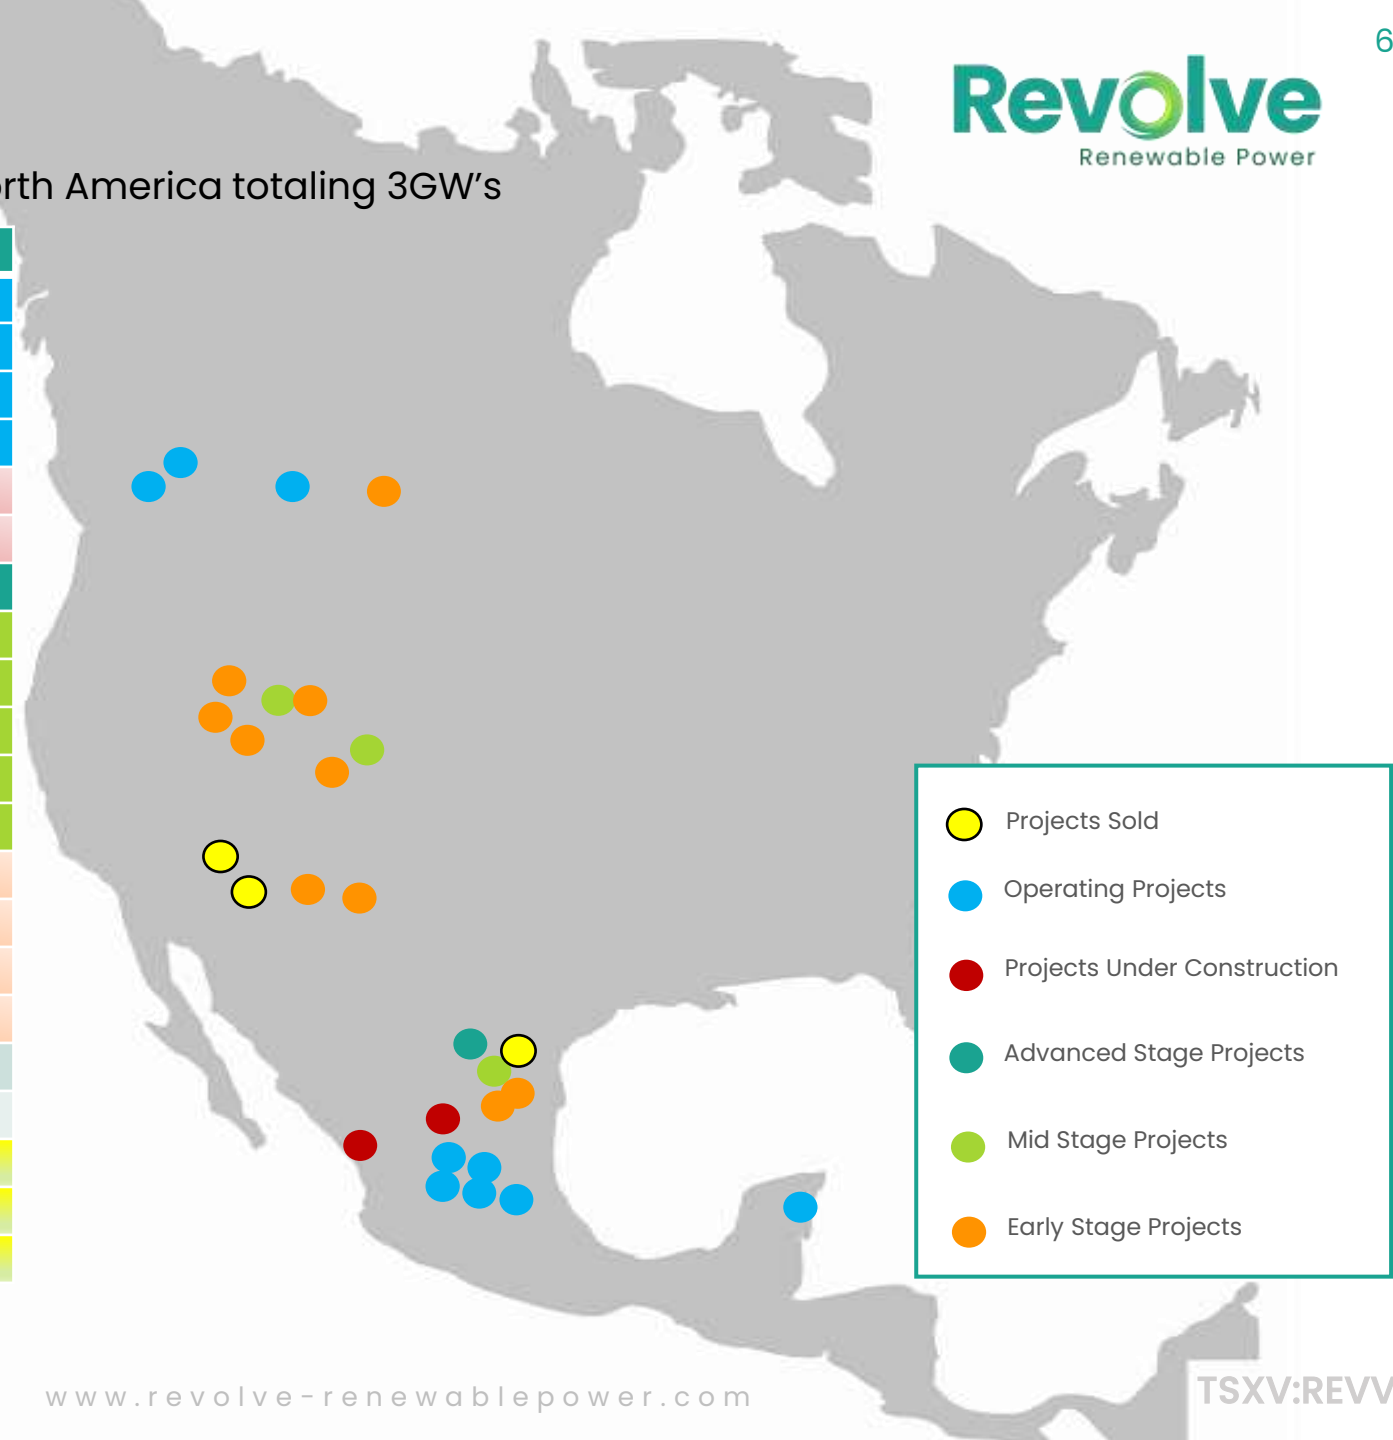 6
Revolve
Renewable Power
rth America totaling 3GW's
Projects Sold
Operating Projects
Projects Under Construction
Advanced Stage Projects
Mid Stage Projects
Early Stage Projects
www.revolve-renewablepower.com
TSXV:REVV